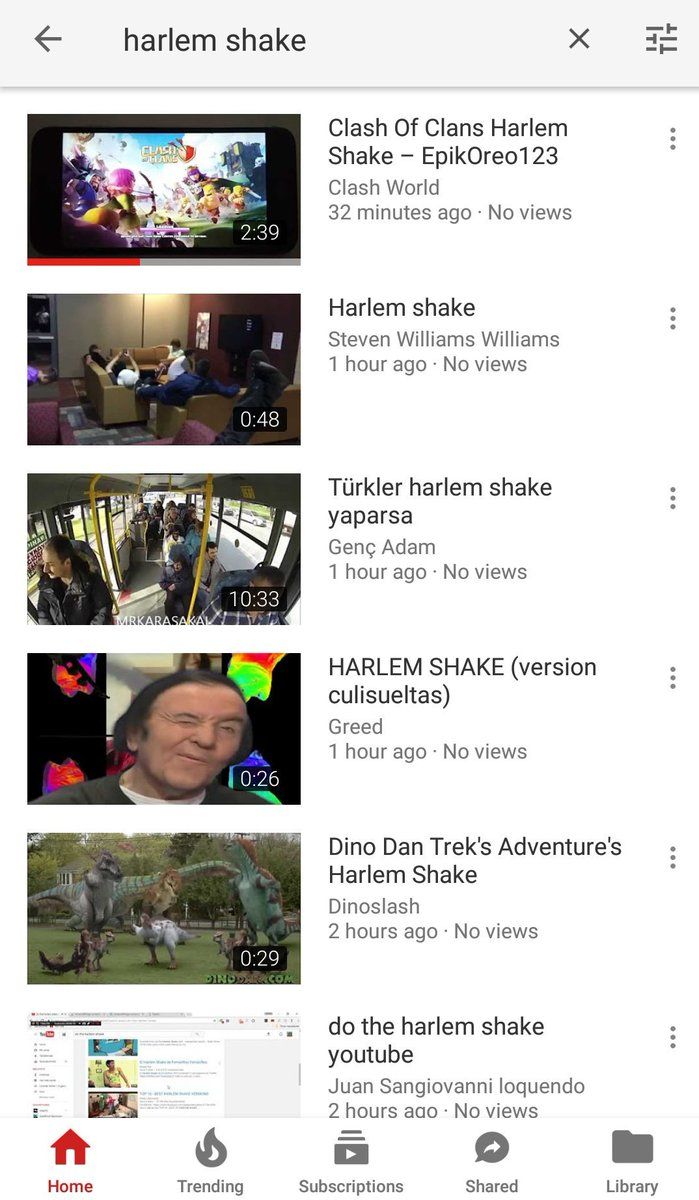 harlem shake
CLASH OF CLANS
2:39
Clash Of Clans Harlem
Shake – EpikOreo123
Clash World
32 minutes ago · No views
0:48
Harlem shake
Steven Williams Williams
1 hour ago · No views
10:33
MRKARASAKAL
Türkler harlem shake
yaparsa
Genç Adam
1 hour ago · No views
0:26
HARLEM SHAKE (version
culisueltas)
Greed
1 hour ago · No views
0:29
DINODAN.COM
Dino Dan Trek's Adventure's
Harlem Shake
Dinoslash
2 hours ago · No views
do the harlem shake
youtube
Juan Sangiovanni loquendo
2 hours ago · No views
Home
Trending
Subscriptions
Shared
Library